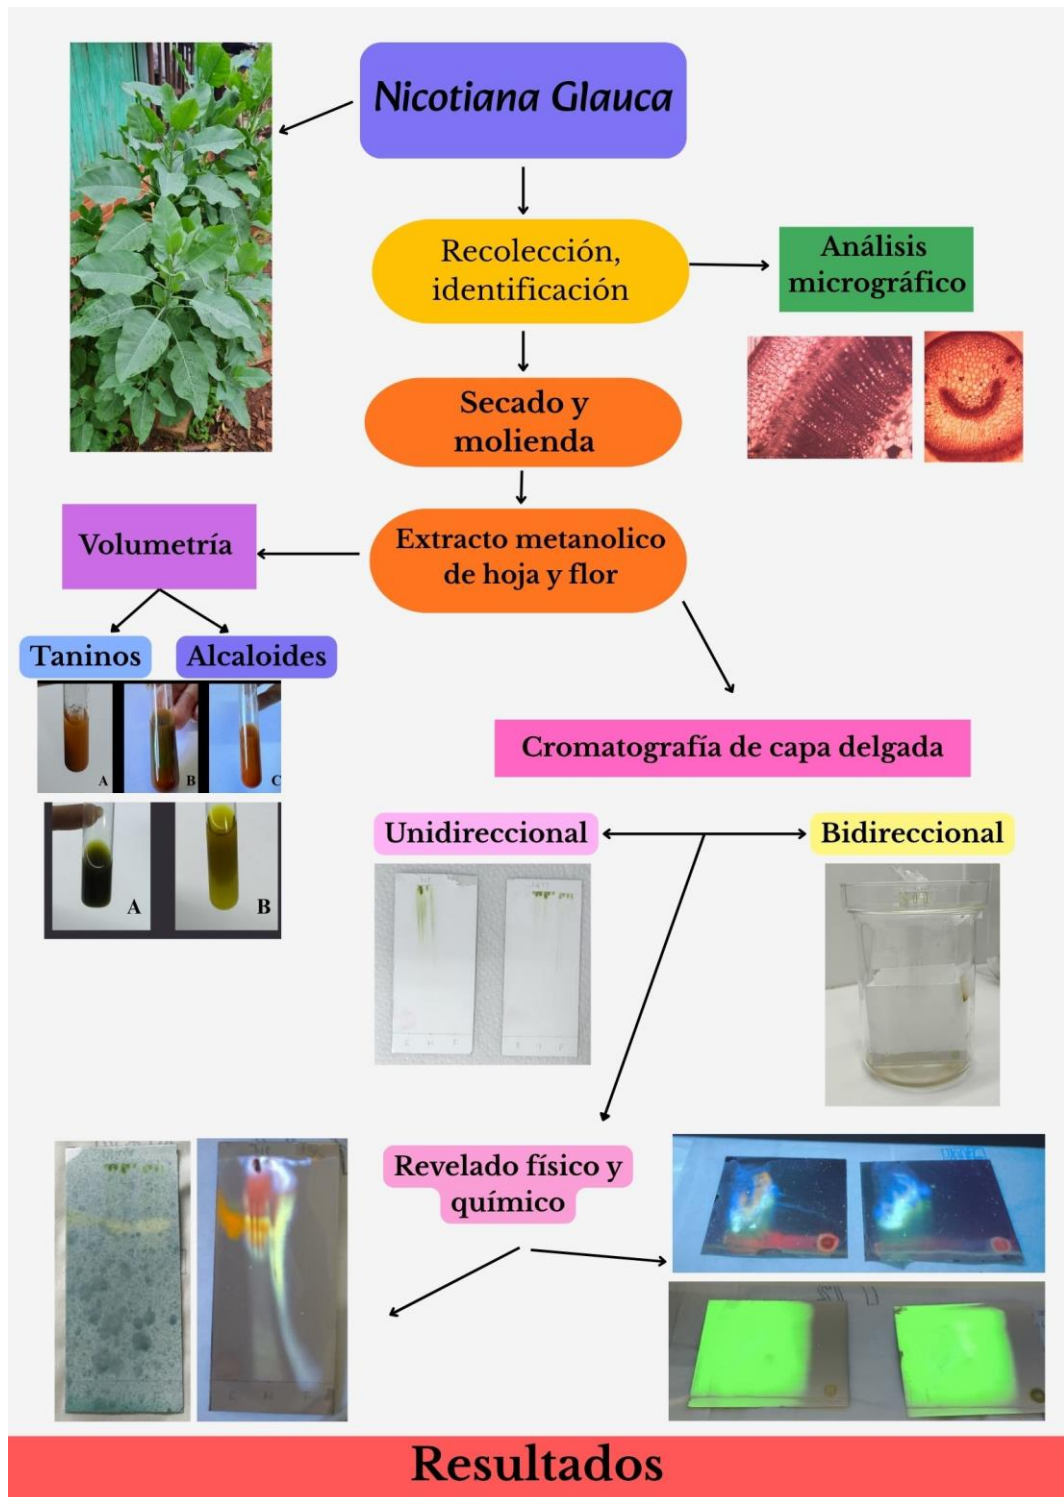 Nicotiana Glauca
Recolección,
identificación
Análisis
micrográfico
Secado y
molienda
Extracto metanolico
de hoja y flor
Volumetría
Taninos
Alcaloides
A
B
C
A
B
Cromatografía de capa delgada
Unidireccional
Bidireccional
E H F
E H F
Revelado físico y
químico
E H F
Resultados